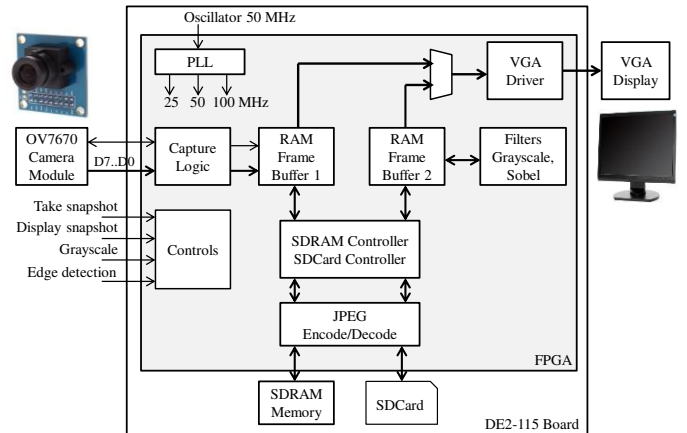 Oscillator 50 MHz
PLL
25 50 100 MHz
VGA
Driver
VGA
Display
OV7670
Camera
Module
D7..D0
Capture
Logic
RAM
Frame
Buffer 1
RAM
Frame
Buffer 2
Filters
Grayscale,
Sobel
Take snapshot
Display snapshot
Grayscale
Edge detection
Controls
SDRAM Controller
SDCard Controller
JPEG
Encode/Decode
FPGA
SDRAM
Memory
SDCard
DE2-115 Board